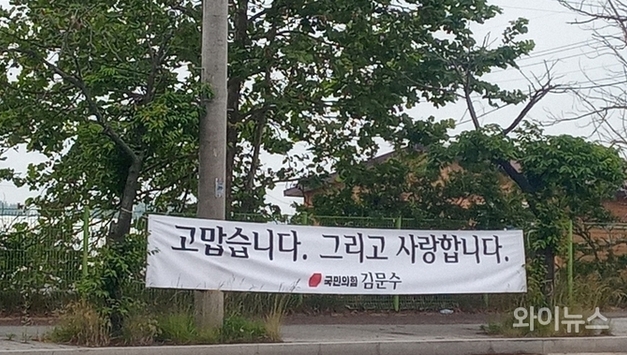 고맙습니다. 그리고 사랑합니다.
국민의힘 김문수
와이뉴스